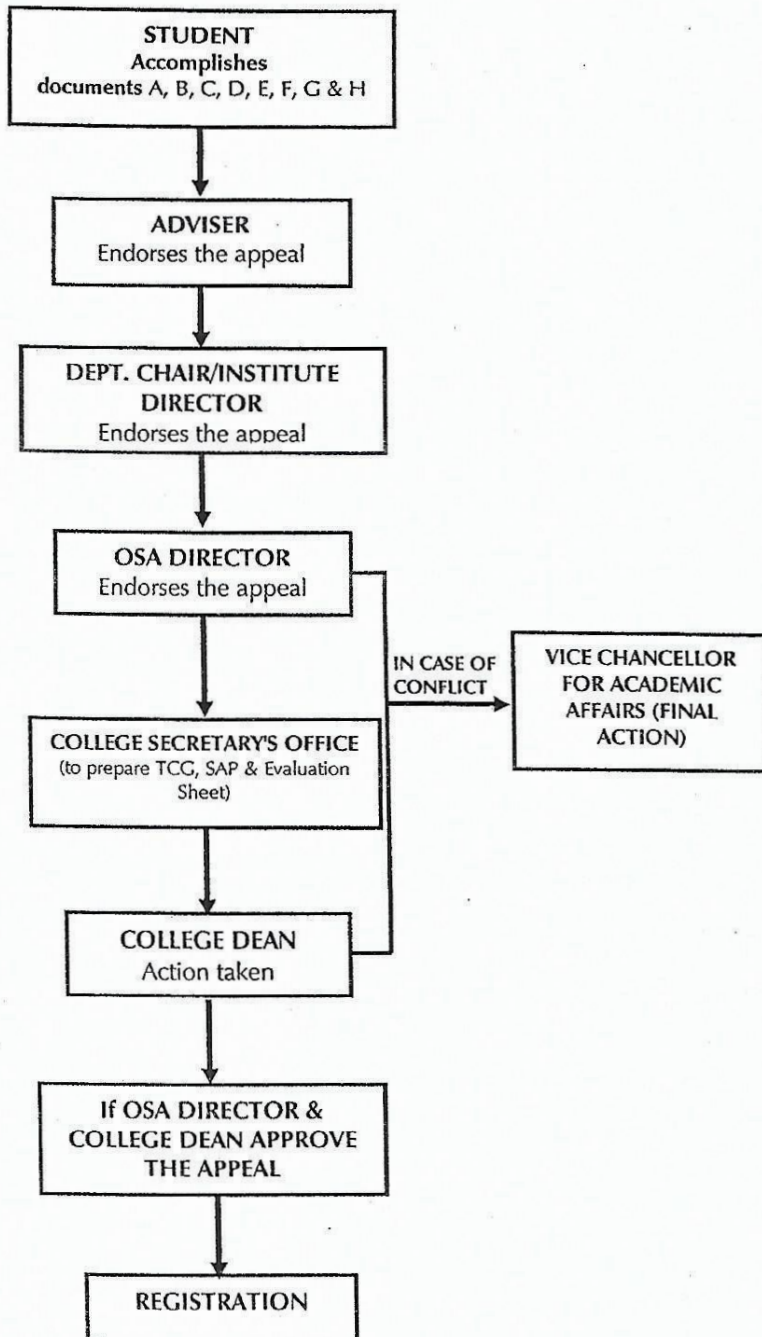 STUDENT
Accomplishes
documents A, B, C, D, E, F, G & H
ADVISER
Endorses the appeal
DEPT. CHAIR/INSTITUTE
DIRECTOR
Endorses the appeal
OSA DIRECTOR
Endorses the appeal
IN CASE OF
CONFLICT
VICE CHANCELLOR
FOR ACADEMIC
AFFAIRS (FINAL
ACTION)
COLLEGE SECRETARY'S OFFICE
(to prepare TCG, SAP & Evaluation
Sheet)
COLLEGE DEAN
Action taken
If OSA DIRECTOR &
COLLEGE DEAN APPROVE
THE APPEAL
REGISTRATION